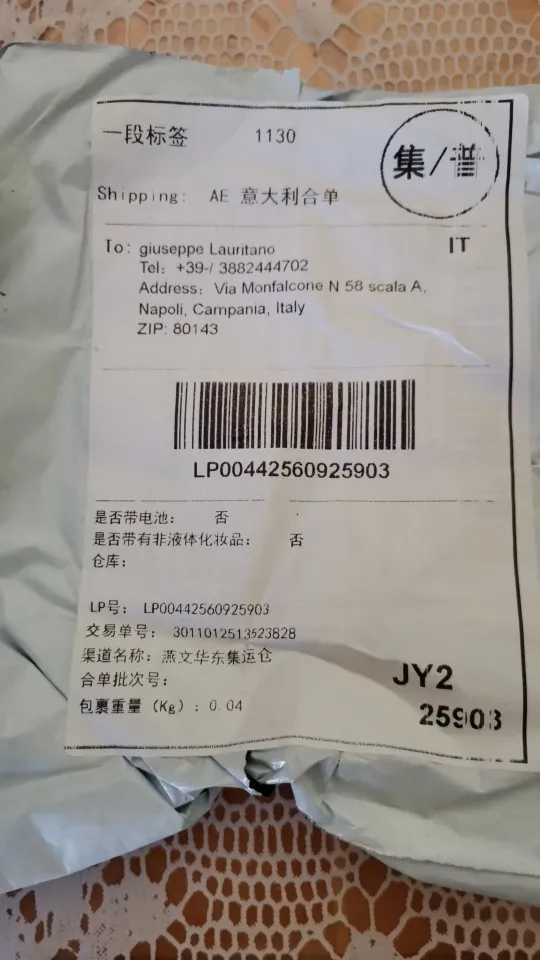 一段标签 1130
集/普
Shipping: AE 意大利合单
To: giuseppe Lauritano
IT
Tel: +39-/ 3882444702
Address: Via Monfalcone N 58 scala A,
Napoli, Campania, Italy
ZIP: 80143
LP00442560925903
是否带电池: 否
是否带有非液体化妆品: 否
仓库:
LP号: LP00442560925903
交易单号: 3011012513523828
渠道名称: 燕文华东集运仓
合单批次号:
包裹重量 (Kg) : 0.04
JY2
25903